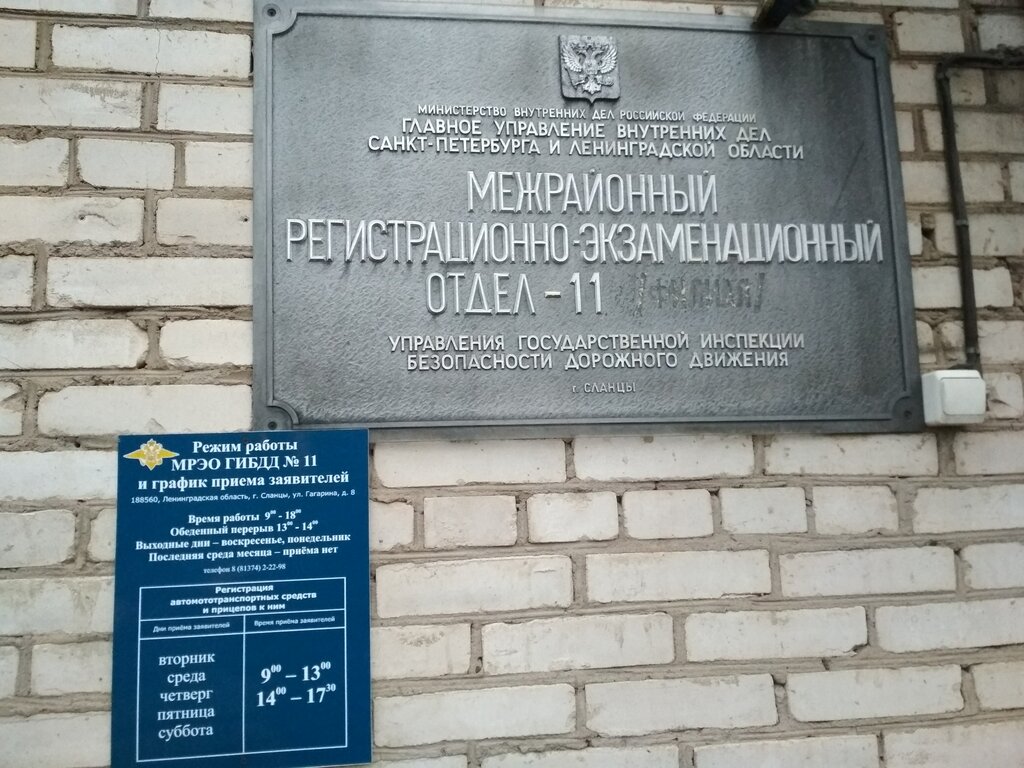 МИНИСТЕРСТВО ВНУТРЕННИХ ДЕЛ РОССИЙСКОЙ ФЕДЕРАЦИИ
ГЛАВНОЕ УПРАВЛЕНИЕ ВНУТРЕННИХ ДЕЛ
САНКТ-ПЕТЕРБУРГА И ЛЕНИНГРАДСКОЙ ОБЛАСТИ
МЕЖРАЙОННЫЙ
РЕГИСТРАЦИОННО-ЭКЗАМЕНАЦИОННЫЙ
ОТДЕЛ - 11 /ФИЛИАЛ/
УПРАВЛЕНИЯ ГОСУДАРСТВЕННОЙ ИНСПЕКЦИИ
БЕЗОПАСНОСТИ ДОРОЖНОГО ДВИЖЕНИЯ
г. СЛАНЦЫ
Режим работы
МРЭО ГИБДД № 11
и график приема заявителей
188560, Ленинградская область, г. Сланцы, ул. Гагарина, д. 8
Время работы 9⁰⁰ - 18⁰⁰
Обеденный перерыв 13⁰⁰ - 14⁰⁰
Выходные дни – воскресенье, понедельник
Последняя среда месяца – приёма нет
телефон 8 (81374) 2-22-98
Регистрация
автомототранспортных средств
и прицепов к ним
Дни приёма заявителей Время приёма заявителей
вторник
среда
четверг
пятница
суббота
9⁰⁰ – 13⁰⁰
14⁰⁰ – 17³⁰